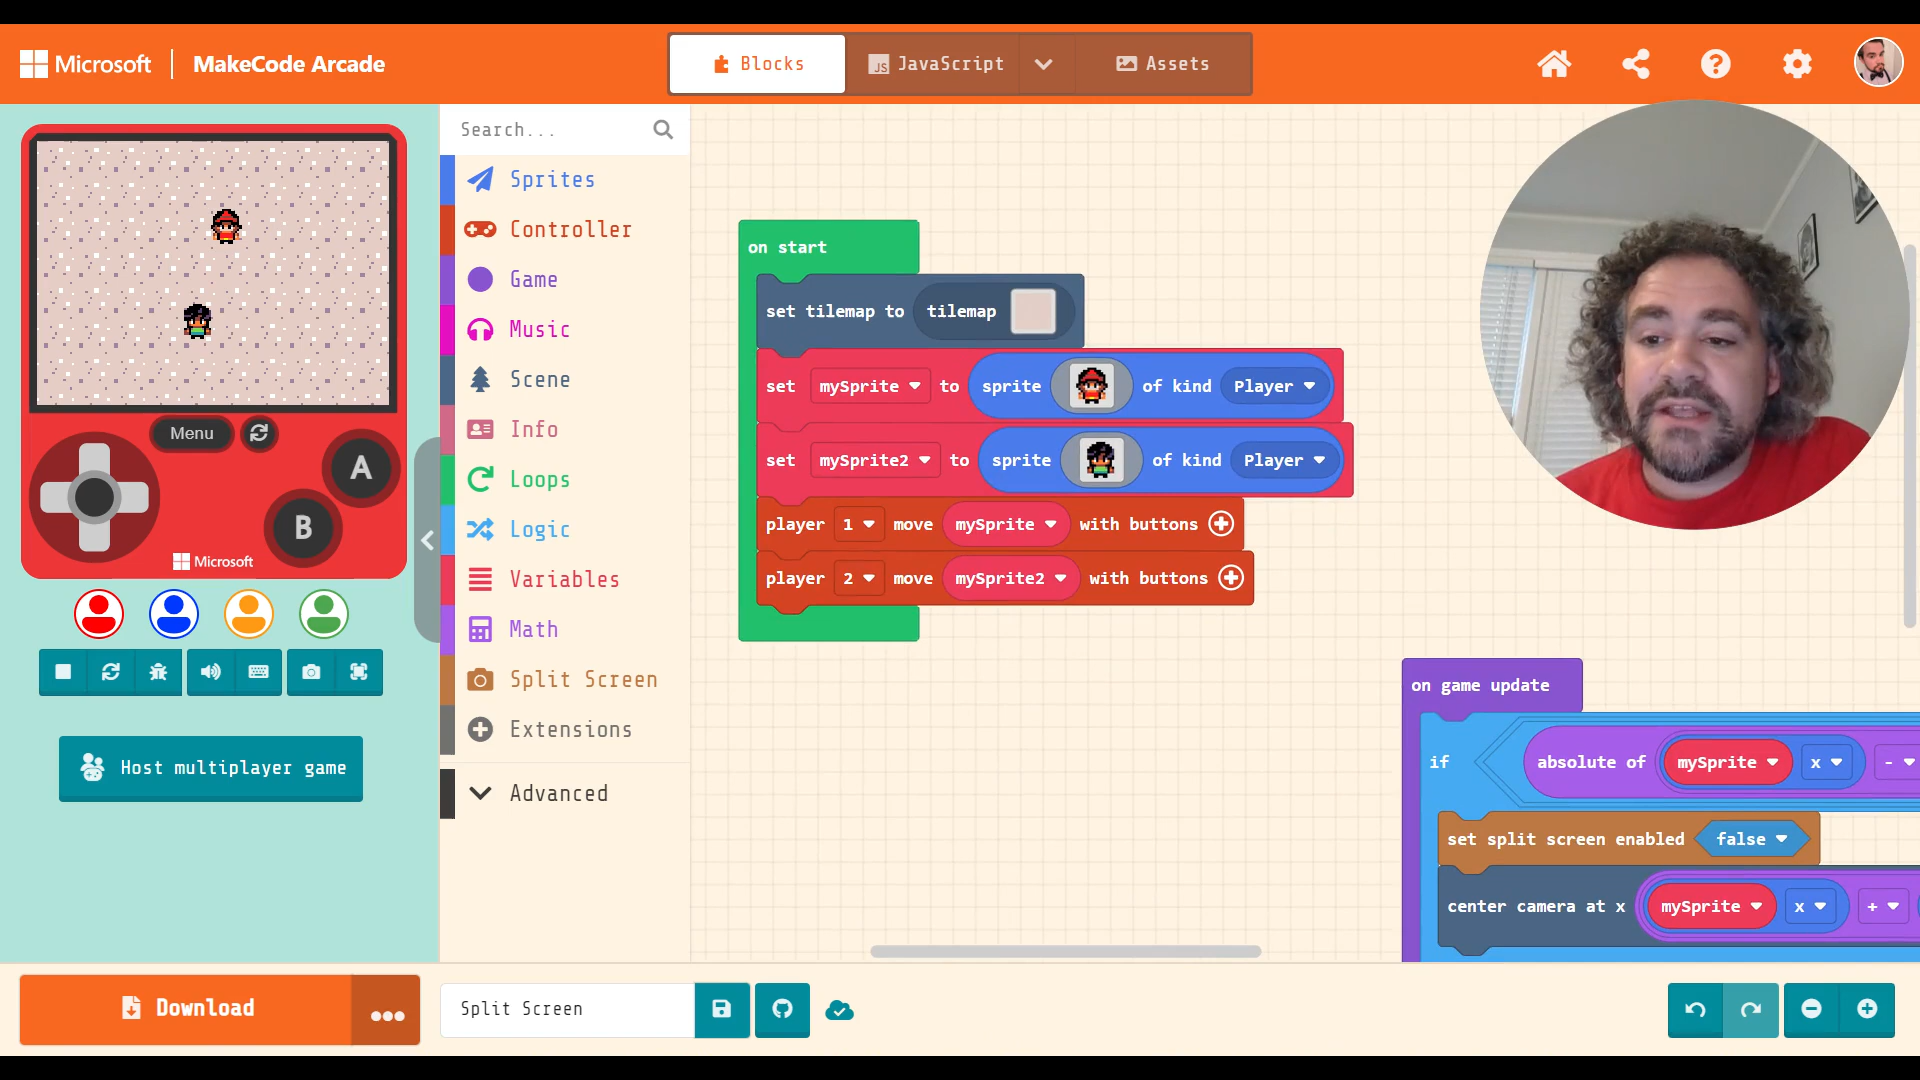 Microsoft
MakeCode Arcade
Blocks
JS
JavaScript
Assets
Search...
Sprites
Controller
Game
Music
Scene
Info
Loops
Logic
Variables
Math
Split Screen
Extensions
Advanced
Menu
A
B
Microsoft
Host multiplayer game
on start
set tilemap to tilemap
set mySprite to sprite of kind Player
set mySprite2 to sprite of kind Player
player 1 move mySprite with buttons
player 2 move mySprite2 with buttons
on game update
if absolute of mySprite x -
set split screen enabled false
center camera at x mySprite x +
Download
Split Screen